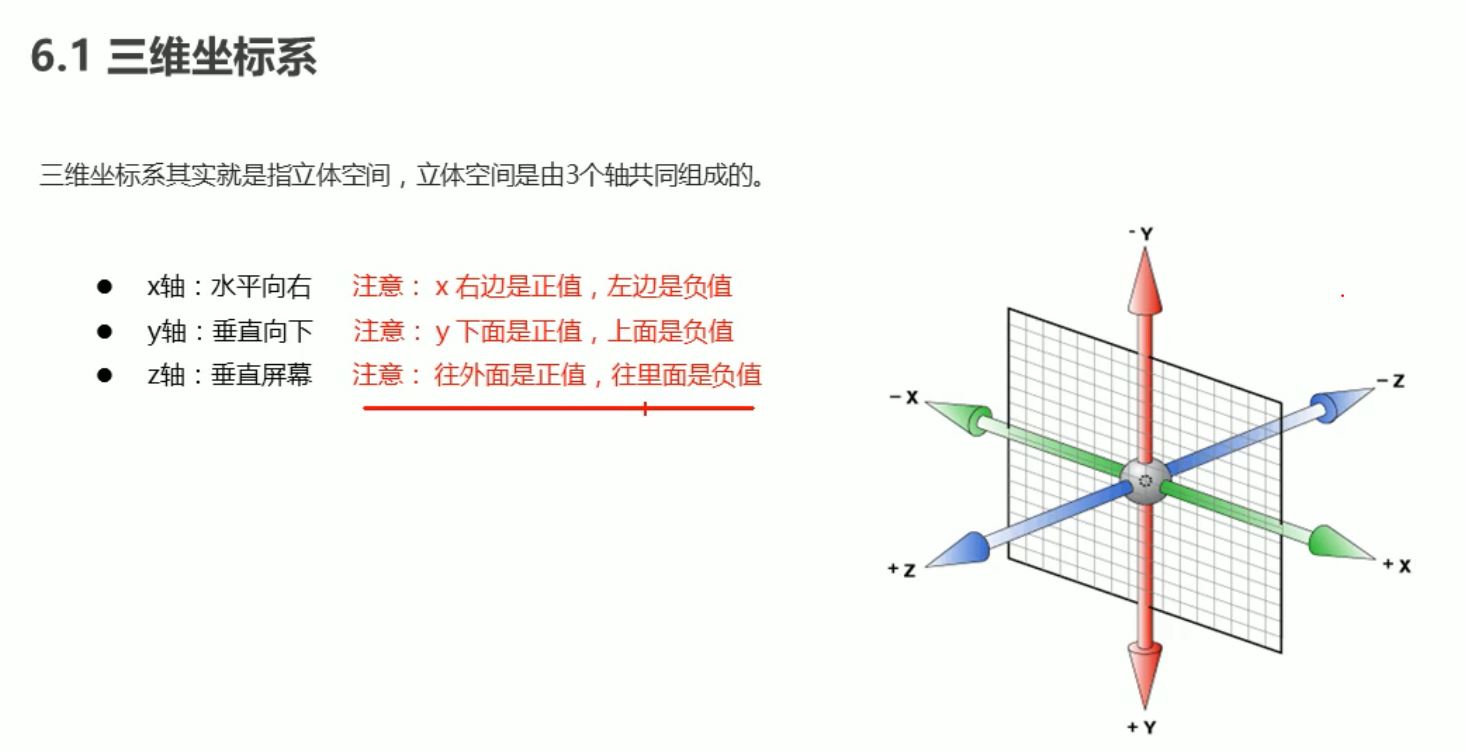 6.1 三维坐标系
三维坐标系其实就是指立体空间，立体空间是由3个轴共同组成的。
● x轴：水平向右 注意： x 右边是正值，左边是负值
● y轴：垂直向下 注意： y 下面是正值，上面是负值
● z轴：垂直屏幕 注意： 往外面是正值，往里面是负值
- Y
- X
- Z
+ Z
+ X
+ Y